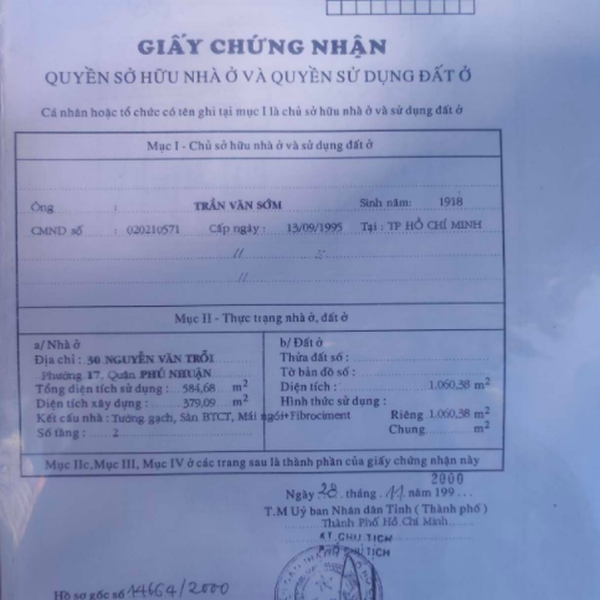 GIẤY CHỨNG NHẬN
QUYỀN SỞ HỮU NHÀ Ở VÀ QUYỀN SỬ DỤNG ĐẤT Ở
Cá nhân hoặc tổ chức có tên ghi tại mục I là chủ sở hữu nhà ở và sử dụng đất ở
Mục I - Chủ sở hữu nhà ở và sử dụng đất ở
Ông : TRẦN VĂN SỚM Sinh năm: 1918
CMND số : 020210571 Cấp ngày : 13/09/1995 Tại : TP HỒ CHÍ MINH
Mục II - Thực trạng nhà ở, đất ở
a/ Nhà ở
Địa chỉ : 30 NGUYỄN VĂN TRỖI
Phường 17, Quận PHÚ NHUẬN
Tổng diện tích sử dụng : 584,68 m2
Diện tích xây dựng : 379,09 m2
Kết cấu nhà : Tường gạch, Sàn BTCT, Mái ngói+Fibrociment
Số tầng : 2
b/ Đất ở
Thửa đất số :
Tờ bản đồ số :
Diện tích : 1.060,38 m2
Hình thức sử dụng :
Riêng 1.060,38 m2
Chung m2
Mục IIc, Mục III, Mục IV ở các trang sau là thành phần của giấy chứng nhận này
2000
Ngày 28 tháng 11 năm 199...
T.M Uỷ ban Nhân dân Tỉnh ( Thành phố )
Thành Phố Hồ Chí Minh
KT CHỦ TỊCH
PHÓ CHỦ TỊCH
Hồ sơ gốc số 14664/2000